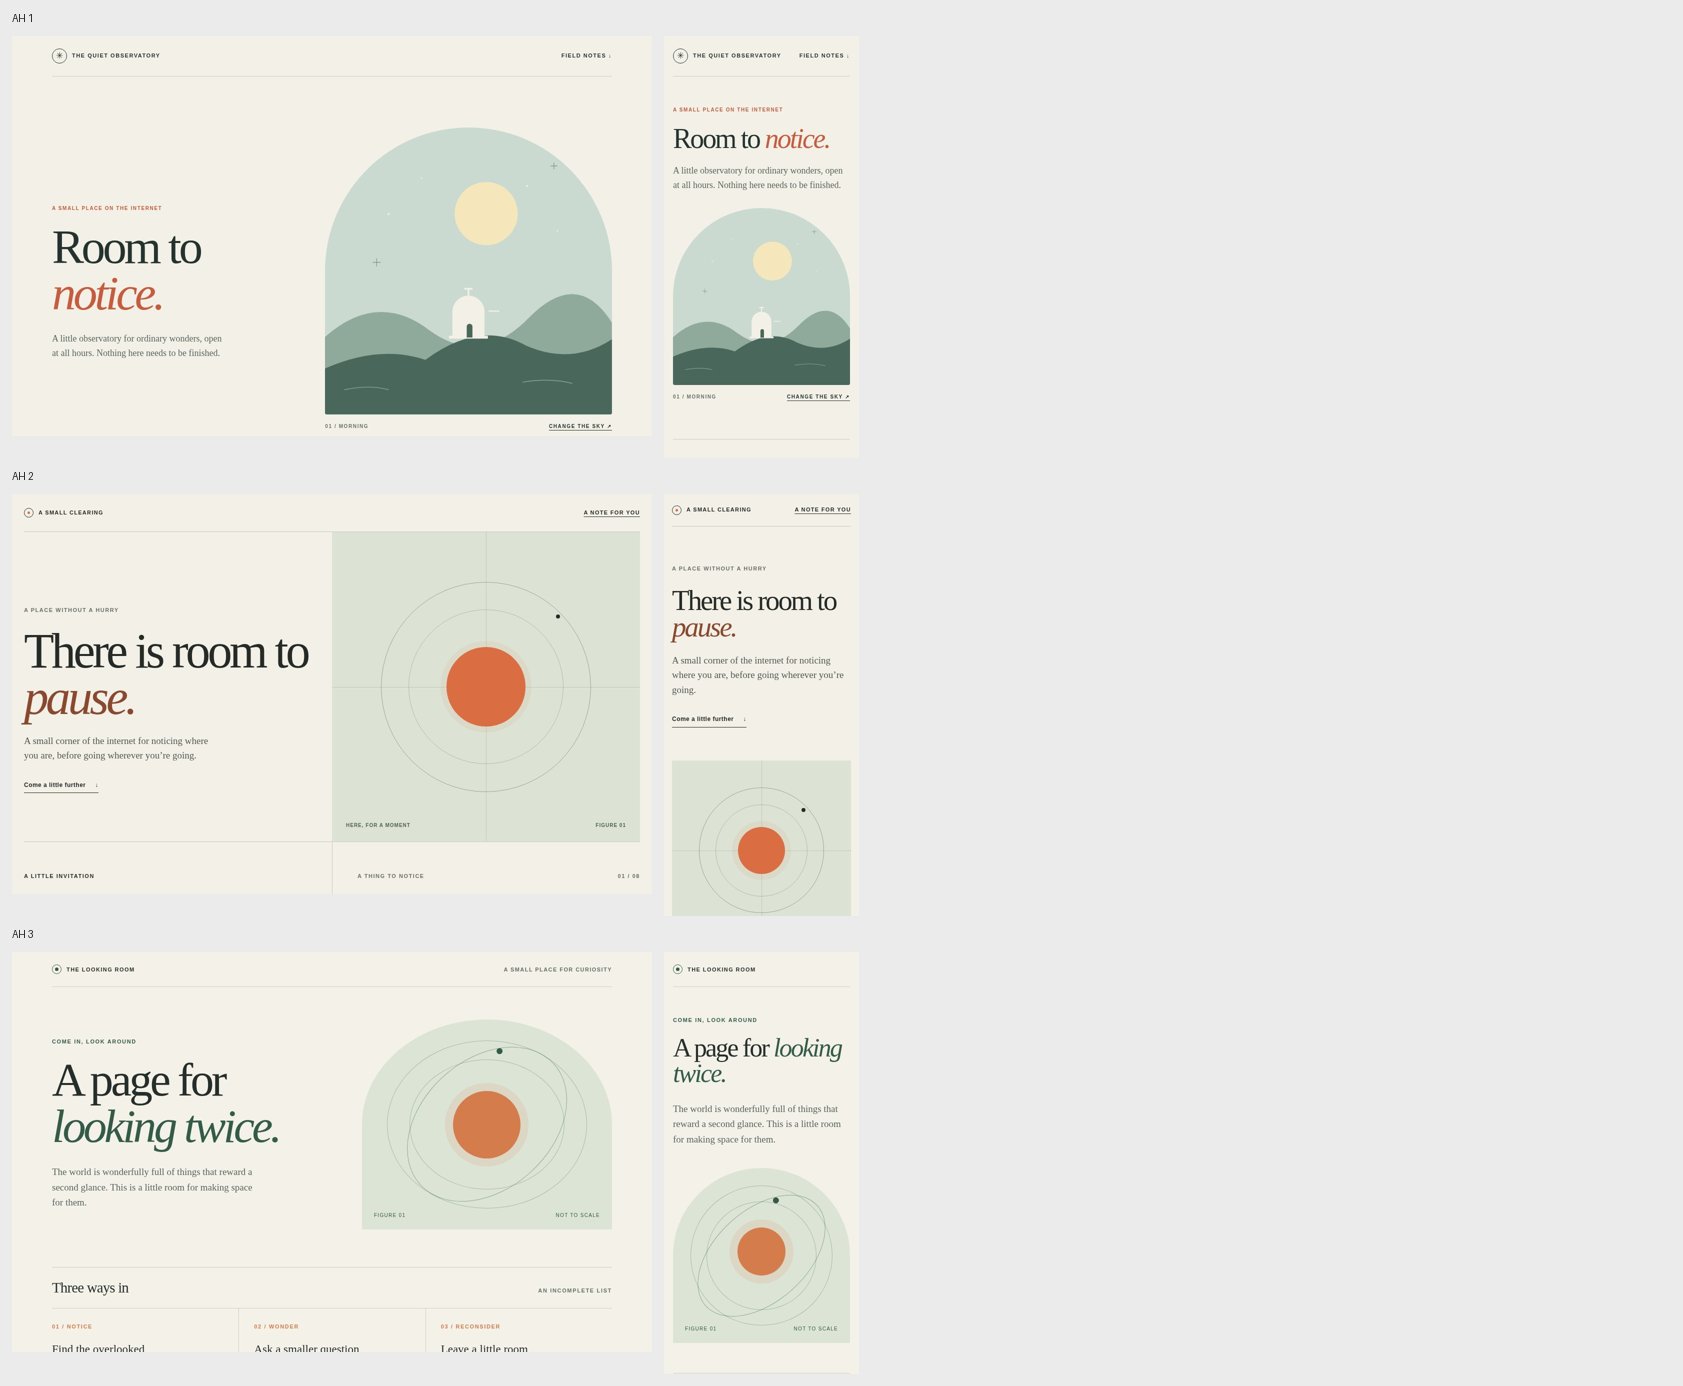 AH 1
THE QUIET OBSERVATORY
FIELD NOTES ↓
A SMALL PLACE ON THE INTERNET
Room to
notice.
A little observatory for ordinary wonders, open
at all hours. Nothing here needs to be finished.
01 / MORNING
CHANGE THE SKY ↗
THE QUIET OBSERVATORY
FIELD NOTES ↓
A SMALL PLACE ON THE INTERNET
Room to notice.
A little observatory for ordinary wonders, open
at all hours. Nothing here needs to be finished.
01 / MORNING
CHANGE THE SKY ↗
AH 2
A SMALL CLEARING
A NOTE FOR YOU
A PLACE WITHOUT A HURRY
There is room to
pause.
A small corner of the internet for noticing where
you are, before going wherever you’re going.
Come a little further ↓
HERE, FOR A MOMENT
FIGURE 01
A LITTLE INVITATION
A THING TO NOTICE
01 / 08
A SMALL CLEARING
A NOTE FOR YOU
A PLACE WITHOUT A HURRY
There is room to
pause.
A small corner of the internet for noticing
where you are, before going wherever you’re
going.
Come a little further ↓
AH 3
THE LOOKING ROOM
A SMALL PLACE FOR CURIOSITY
COME IN, LOOK AROUND
A page for
looking twice.
The world is wonderfully full of things that reward a
second glance. This is a little room for making space
for them.
FIGURE 01
NOT TO SCALE
Three ways in
AN INCOMPLETE LIST
01 / NOTICE
02 / WONDER
03 / RECONSIDER
Find the overlooked
Ask a smaller question
Leave a little room
THE LOOKING ROOM
COME IN, LOOK AROUND
A page for looking
twice.
The world is wonderfully full of things that
reward a second glance. This is a little room
for making space for them.
FIGURE 01
NOT TO SCALE